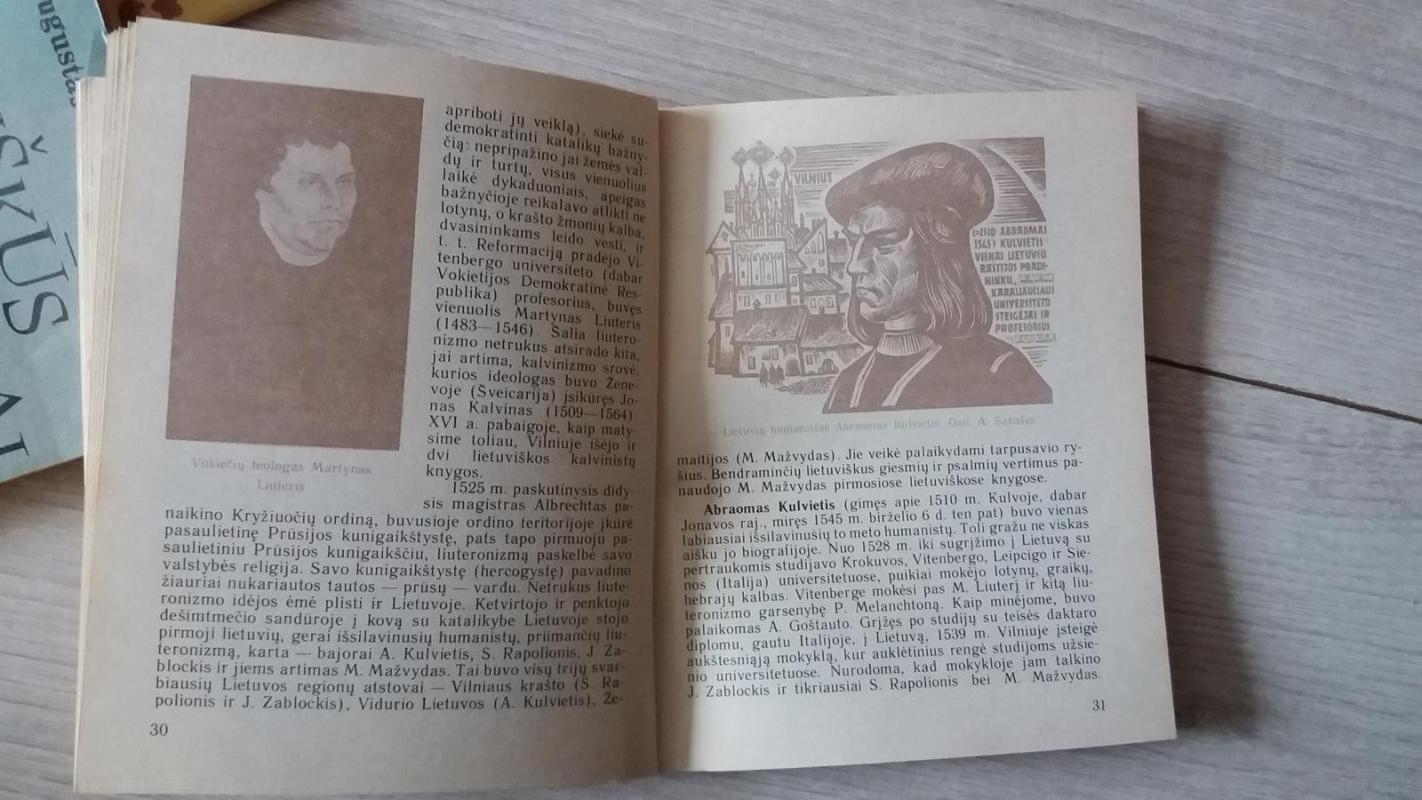 ugustas
ŠKŪS
apriboti jų veiklą), siekė su-
demokratinti katalikų bažny-
čią: nepripažino jai žemės val-
dų ir turtų, visus vienuolius
laikė dykaduoniais, apeigas
bažnyčioje reikalavo atlikti ne
lotynų, o krašto žmonių kalba,
dvasininkams leido vesti, ir
t. t. Reformaciją pradėjo Vi-
tenbergo universiteto (dabar
Vokietijos Demokratinė Res-
publika) profesorius, buvęs
vienuolis Martynas Liuteris
(1483—1546). Šalia liutero-
nizmo netrukus atsirado kita,
jai artima, kalvinizmo srovė,
kurios ideologas buvo Žene-
voje (Šveicarija) įsikūręs Jo-
nas Kalvinas (1509—1564).
XVI a. pabaigoje, kaip maty-
sime toliau, Vilniuje išėjo ir
dvi lietuviškos kalvinistų
knygos.
Vokiečių teologas Martynas
Liuteris
1525 m. paskutinysis didy-
sis magistras Albrechtas pa-
naikino Kryžiuočių ordiną, buvusioje ordino teritorijoje įkūrė
pasaulietinę Prūsijos kunigaikštystę, pats tapo pirmuoju pa-
saulietiniu Prūsijos kunigaikščiu, liuteronizmą paskelbė savo
valstybės religija. Savo kunigaikštystę (hercogystę) pavadino
žiauriai nukariautos tautos — prūsų — vardu. Netrukus liute-
ronizmo idėjos ėmė plisti ir Lietuvoje. Ketvirtojo ir penktojo
dešimtmečio sandūroje į kovą su katalikybe Lietuvoje stojo
pirmoji lietuvių, gerai išsilavinusių humanistų, priimančių liu-
teronizmą, karta — bajorai A. Kulvietis, S. Rapolionis, J. Za-
blockis ir jiems artimas M. Mažvydas. Tai buvo visų trijų svar-
biausių Lietuvos regionų atstovai — Vilniaus krašto (S. Ra-
polionis ir J. Zablockis), Vidurio Lietuvos (A. Kulvietis), Že-
30
VILNIUS
(~1510 ABRAOMAI
1545) KULVIETIS
VIENAS LIETUVIŲ
RAŠTIJOS PRADI-
NINKŲ,
KARALIAUČIAUS
UNIVERSITETO
STEIGĖJAS IR
PROFESORIUS
Lietuvių humanistas Abraomas Kulvietis. Dail. A. Šakalys
maitijos (M. Mažvydas). Jie veikė palaikydami tarpusavio ry-
šius. Bendraminčių lietuviškus giesmių ir psalmių vertimus pa-
naudojo M. Mažvydas pirmosiose lietuviškose knygose.
Abraomas Kulvietis (gimęs apie 1510 m. Kulvoje, dabar
Jonavos raj., miręs 1545 m. birželio 6 d. ten pat) buvo vienas
labiausiai išsilavinusių to meto humanistų. Toli gražu ne viskas
aišku jo biografijoje. Nuo 1528 m. iki sugrįžimo į Lietuvą su
pertraukomis studijavo Krokuvos, Vitenbergo, Leipcigo ir Sie-
nos (Italija) universitetuose, puikiai mokėjo lotynų, graikų,
hebrajų kalbas. Vitenberge mokėsi pas M. Liuterį ir kitą liu-
teronizmo garsenybę P. Melanchtoną. Kaip minėjome, buvo
palaikomas A. Goštauto. Grįžęs po studijų su teisės daktaro
diplomu, gautu Italijoje, į Lietuvą, 1539 m. Vilniuje įsteigė
aukštesniąją mokyklą, kur auklėtinius rengė studijoms užsie-
nio universitetuose. Nurodoma, kad mokykloje jam talkino
J. Zablockis ir tikriausiai S. Rapolionis bei M. Mažvydas.
31